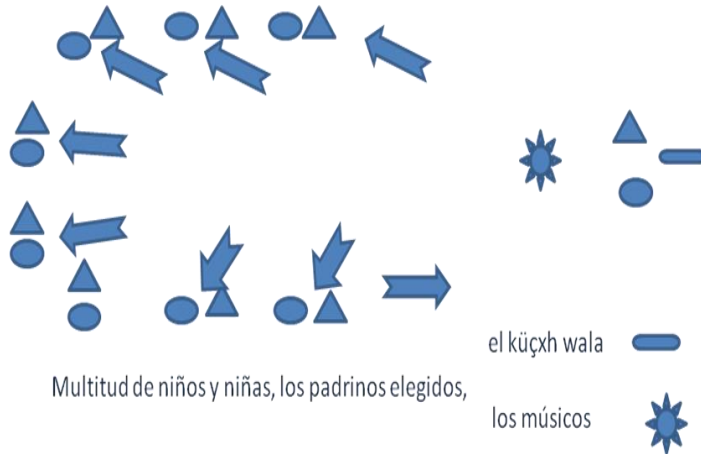 el küçxh wala
Multitud de niños y niñas, los padrinos elegidos,
los músicos